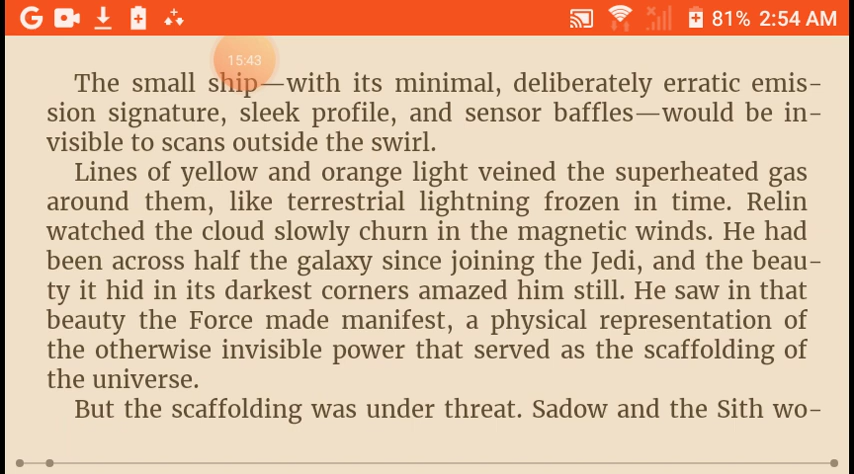 81% 2:54 AM
15:43
The small ship—with its minimal, deliberately erratic emis-
sion signature, sleek profile, and sensor baffles—would be in-
visible to scans outside the swirl.
Lines of yellow and orange light veined the superheated gas
around them, like terrestrial lightning frozen in time. Relin
watched the cloud slowly churn in the magnetic winds. He had
been across half the galaxy since joining the Jedi, and the beau-
ty it hid in its darkest corners amazed him still. He saw in that
beauty the Force made manifest, a physical representation of
the otherwise invisible power that served as the scaffolding of
the universe.
But the scaffolding was under threat. Sadow and the Sith wo-